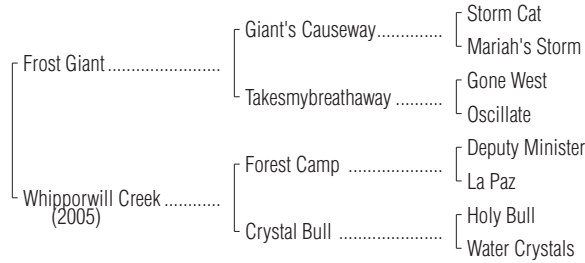 Storm Cat
Giant's Causeway..............
Mariah's Storm
Frost Giant........................
Gone West
Takesmybreathaway ..........
Oscillate
Deputy Minister
Forest Camp ....................
La Paz
Whipporwill Creek ............
(2005)
Holy Bull
Crystal Bull ......................
Water Crystals